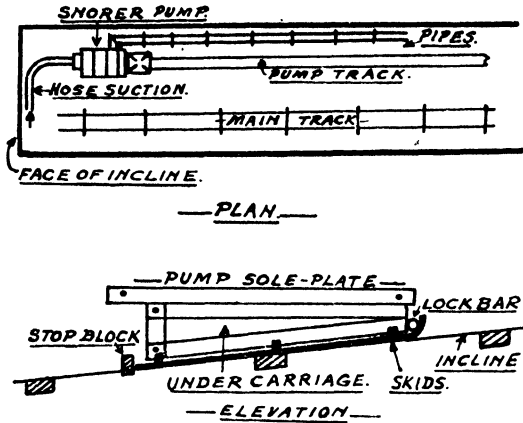 SNORER PUMP.
PIPES.
PUMP TRACK.
HOSE SUCTION.
MAIN TRACK
FACE OF INCLINE.
PLAN
PUMP SOLE-PLATE
LOCK BAR
STOP BLOCK
UNDER CARRIAGE.
SKIDS.
INCLINE
ELEVATION